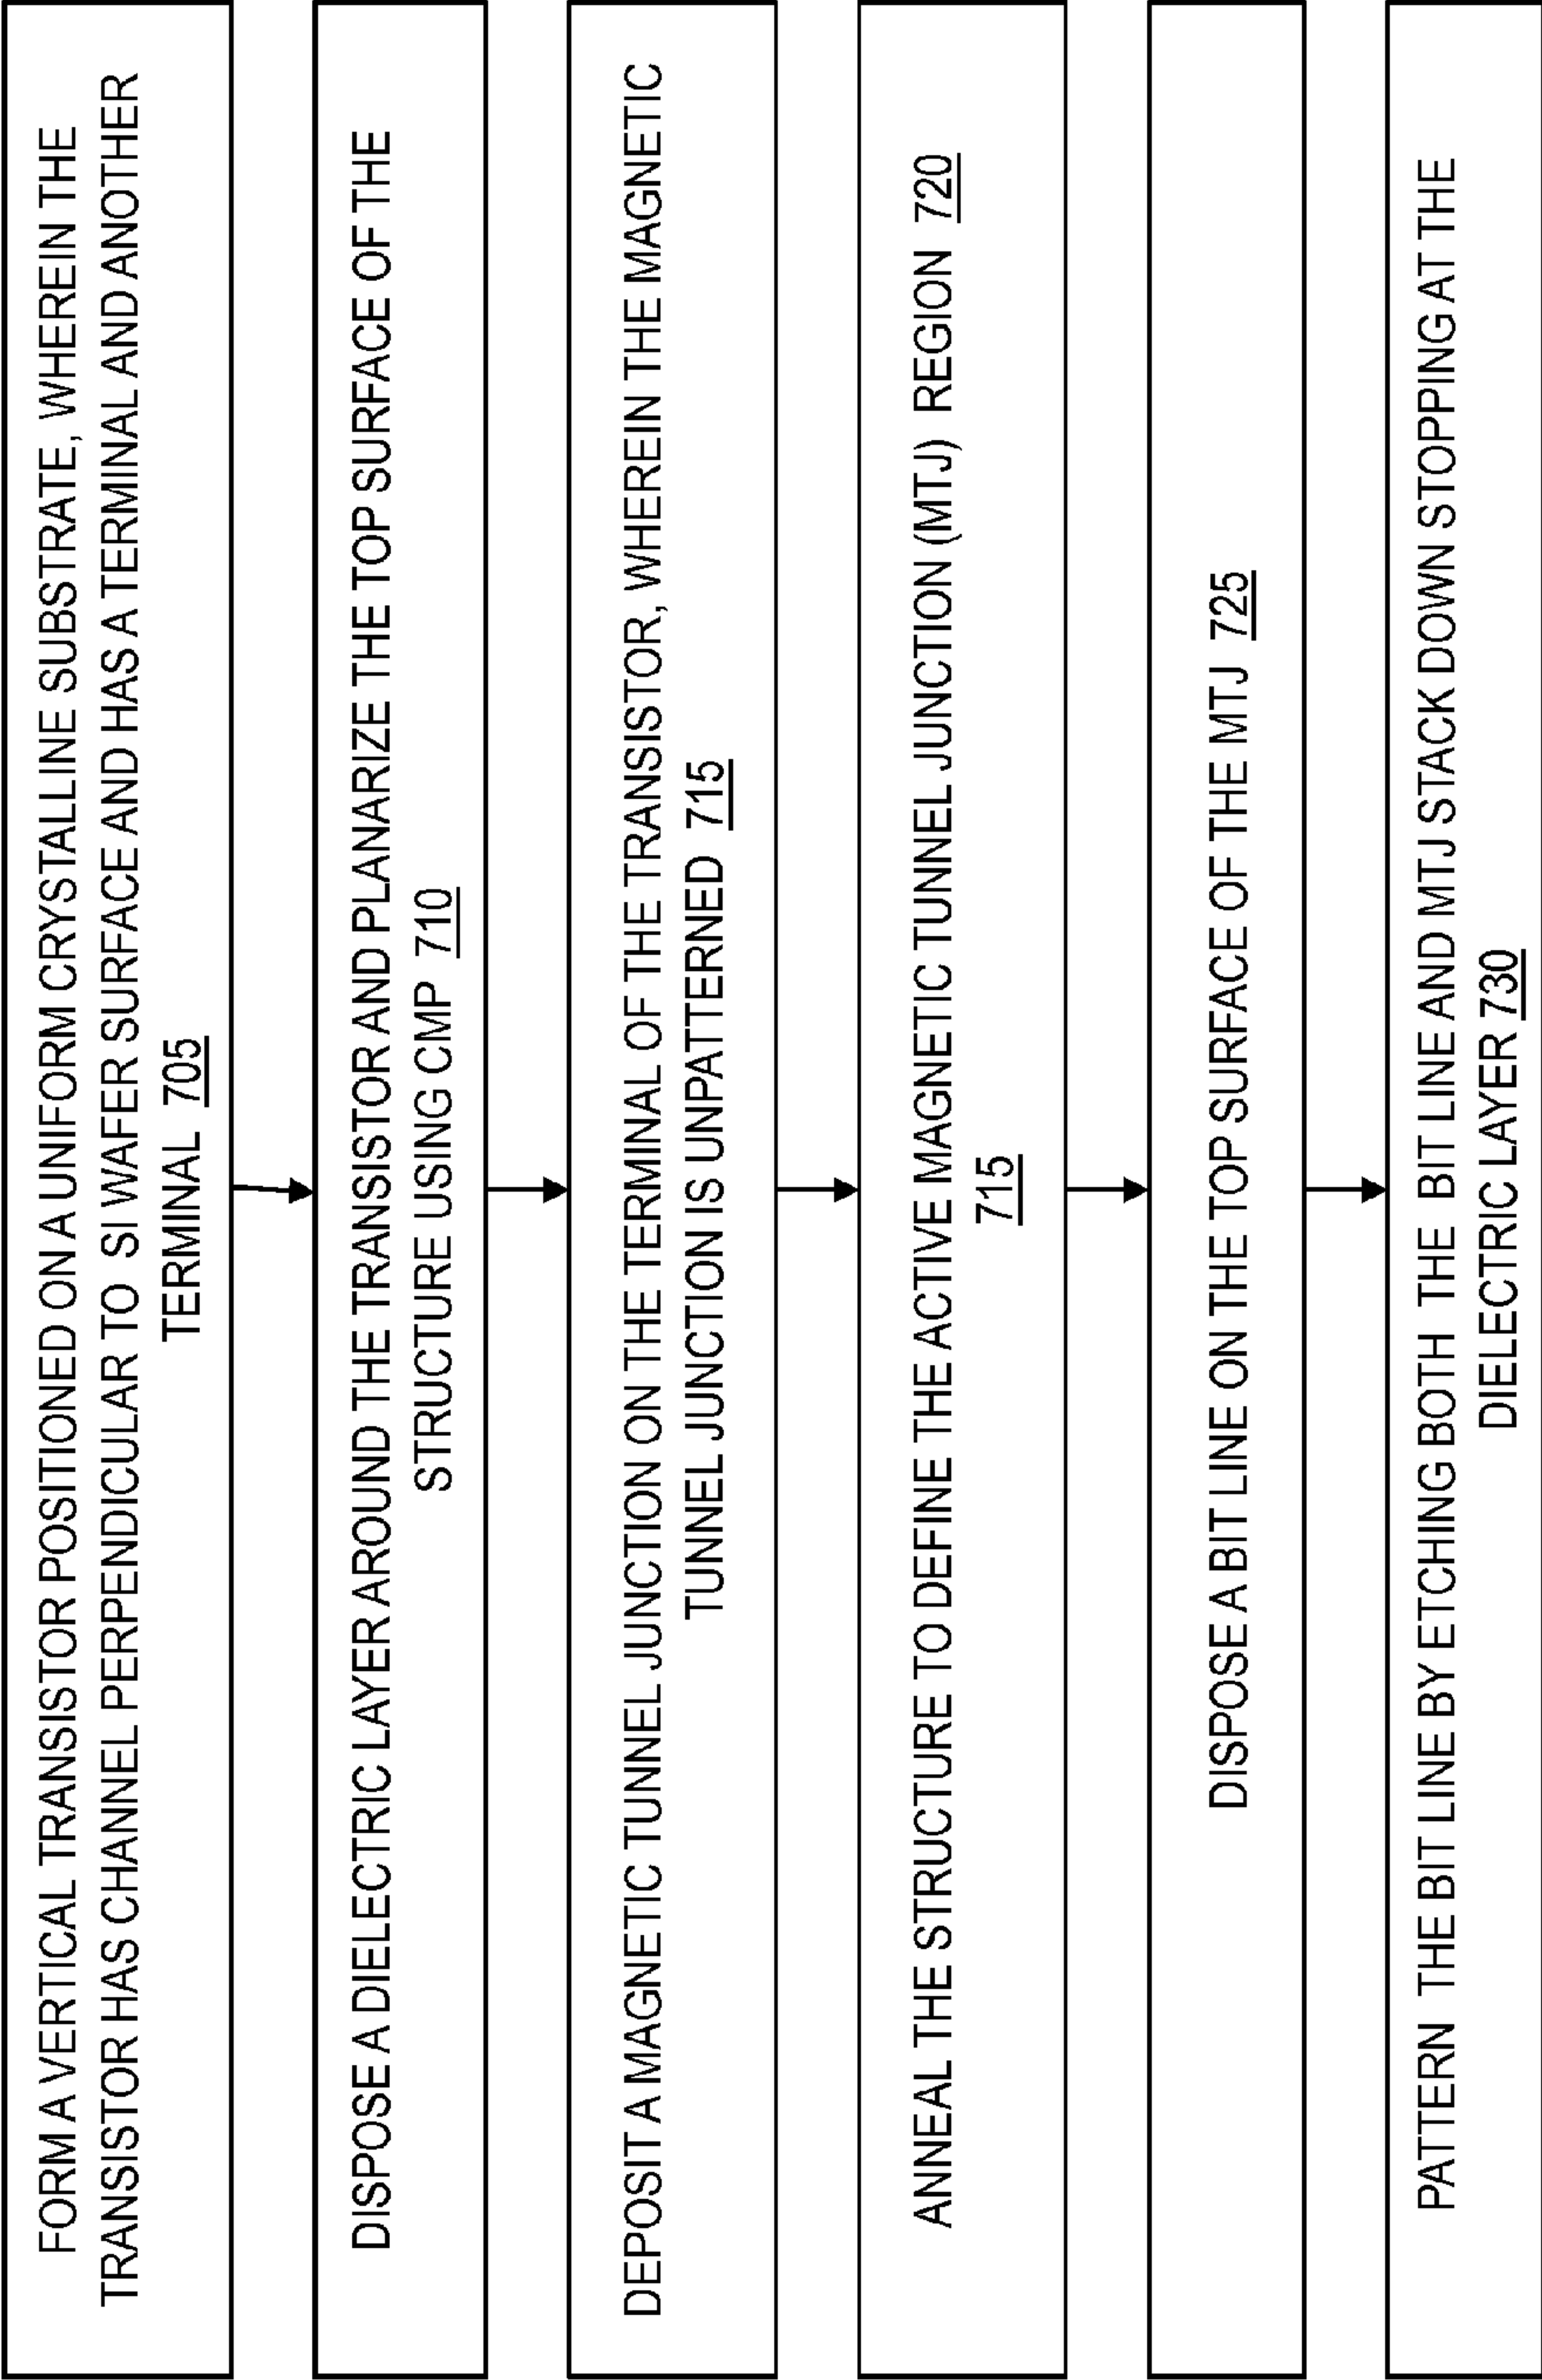 FORM A VERTICAL TRANSISTOR POSITIONED ON A UNIFORM CRYSTALLINE SUBSTRATE, WHEREIN THE
TRANSISTOR HAS CHANNEL PERPENDICULAR TO SI WAFER SURFACE AND HAS A TERMINAL AND ANOTHER
TERMINAL 705
DISPOSE A DIELECTRIC LAYER AROUND THE TRANSISTOR AND PLANARIZE THE TOP SURFACE OF THE
STRUCTURE USING CMP 710
DEPOSIT A MAGNETIC TUNNEL JUNCTION ON THE TERMINAL OF THE TRANSISTOR, WHEREIN THE MAGNETIC
TUNNEL JUNCTION IS UNPATTERNED 715
ANNEAL THE STRUCTURE TO DEFINE THE ACTIVE MAGNETIC TUNNEL JUNCTION (MTJ) REGION 720
715
DISPOSE A BIT LINE ON THE TOP SURFACE OF THE MTJ 725
PATTERN THE BIT LINE BY ETCHING BOTH THE BIT LINE AND MTJ STACK DOWN STOPPING AT THE
DIELECTRIC LAYER 730